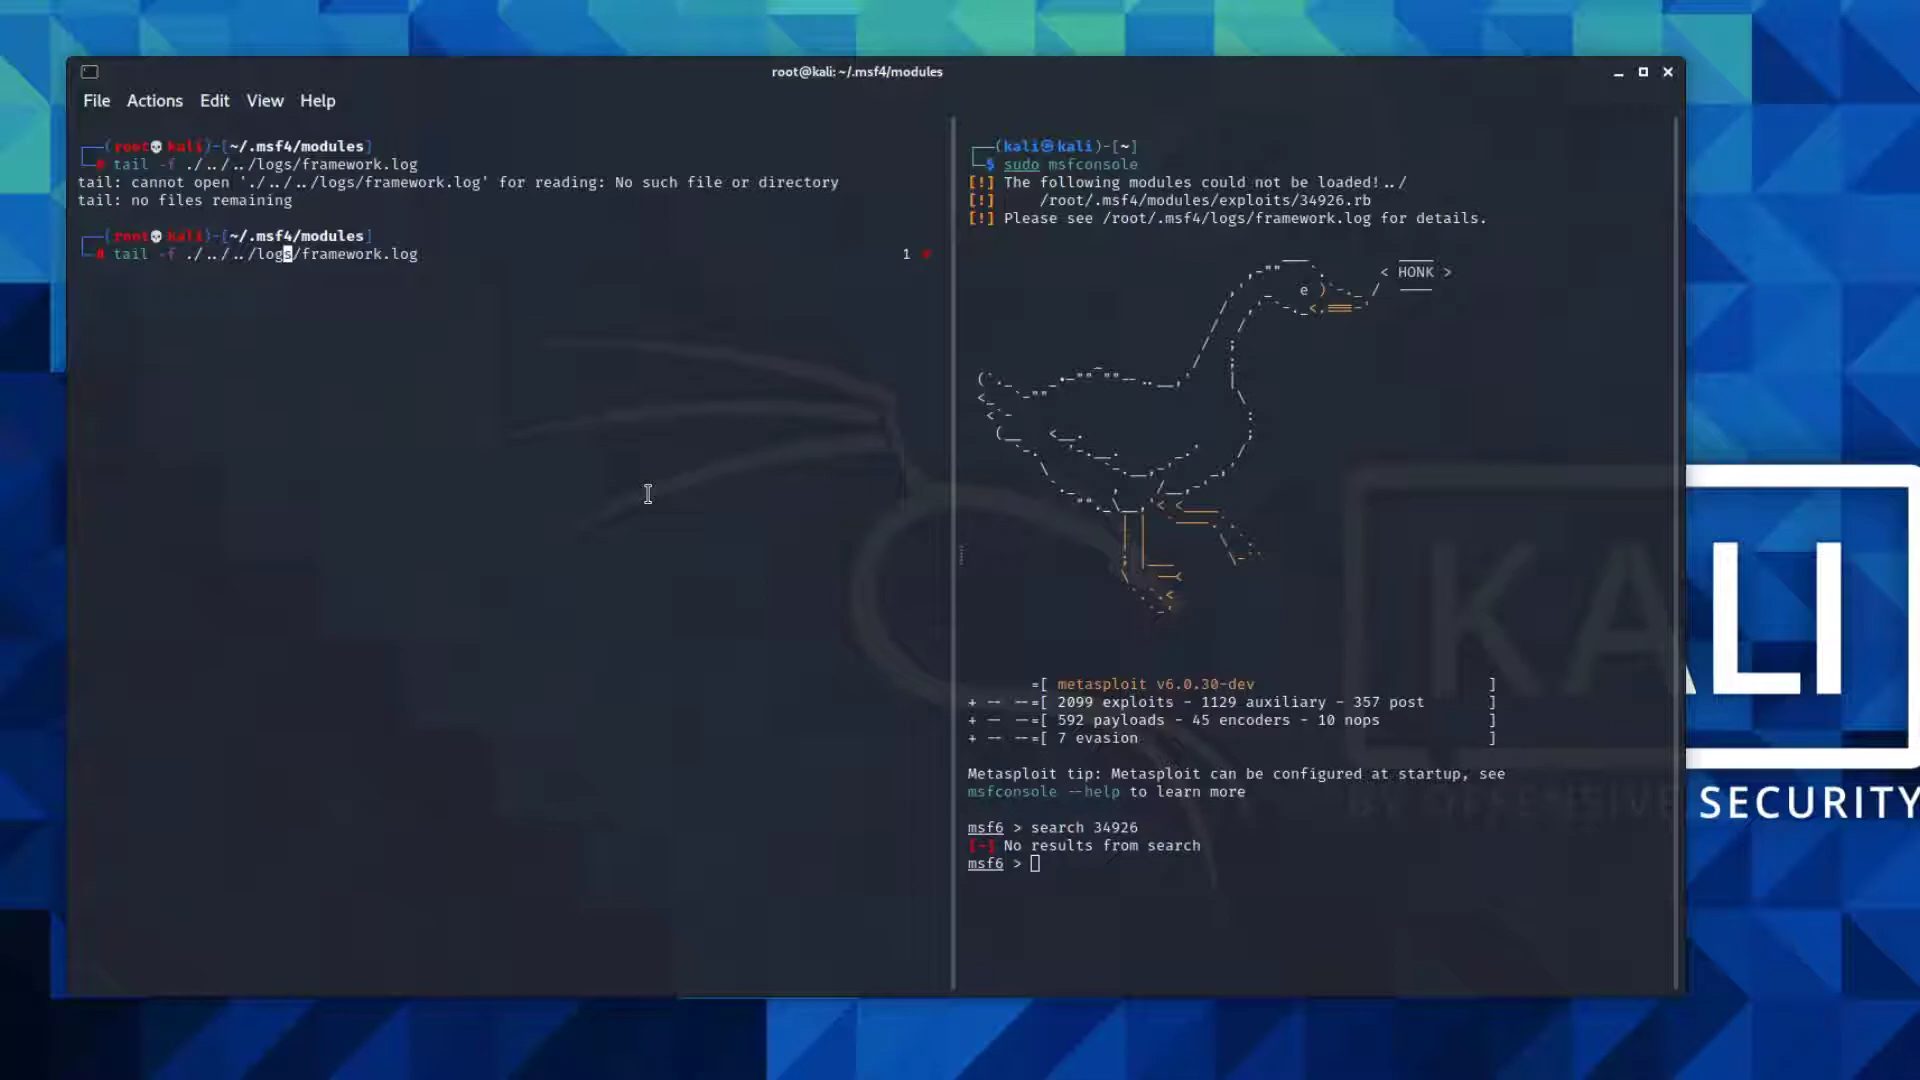 root@kali: ~/.msf4/modules
File Actions Edit View Help
┌──(root💀kali)-[~/.msf4/modules]
└─# tail -f ./../../logs/framework.log
tail: cannot open './../../logs/framework.log' for reading: No such file or directory
tail: no files remaining
┌──(root💀kali)-[~/.msf4/modules]
└─# tail -f ./../../logs/framework.log 1
┌──(kali㉿kali)-[~]
└─$ sudo msfconsole
[!] The following modules could not be loaded!../
[!] /root/.msf4/modules/exploits/34926.rb
[!] Please see /root/.msf4/logs/framework.log for details.
< HONK >
=[ metasploit v6.0.30-dev ]
+ -- --=[ 2099 exploits - 1129 auxiliary - 357 post ]
+ -- --=[ 592 payloads - 45 encoders - 10 nops ]
+ -- --=[ 7 evasion ]
Metasploit tip: Metasploit can be configured at startup, see
msfconsole --help to learn more
msf6 > search 34926
[-] No results from search
msf6 >
KALI
BY OFFENSIVE SECURITY